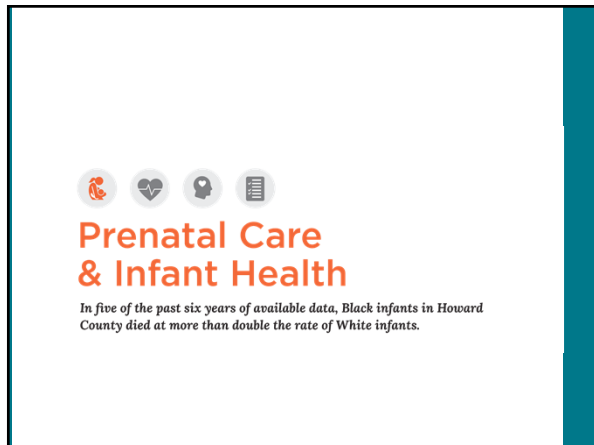 Prenatal Care
& Infant Health
In five of the past six years of available data, Black infants in Howard
County died at more than double the rate of White infants.